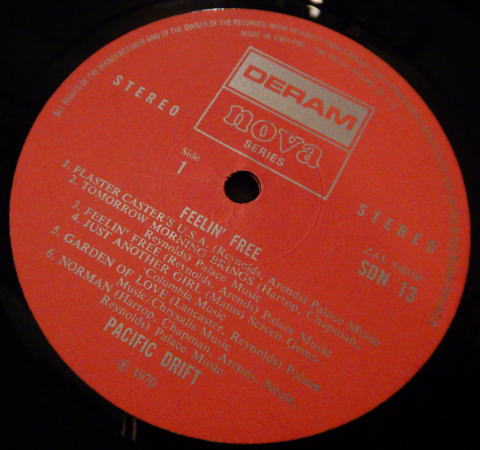 ALL RIGHTS OF THE MANUFACTURER AND OF THE OWNER OF THE RECORDED WORK RESERVED
MADE IN ENGLAND
DERAM
nova
SERIES
STEREO
STEREO
Side
1
ZAL
SDN 13
FEELIN' FREE
1. PLASTER CASTER'S U.S.A. (Reynolds, Arends) Palace Music
2. TOMORROW MORNING BRINGS (Harrop, Chapman,
Reynolds) Palace Music
3. FEELIN' FREE (Reynolds, Arends) Palace Music
4. JUST ANOTHER GIRL (Manns) Screen Gems-
Columbia Music
5. GARDEN OF LOVE (Lancaster, Reynolds) Palace
Music/Chrysalis Music
6. NORMAN (Harrop, Chapman, Arends,
Reynolds) Palace Music
PACIFIC DRIFT
℗ 1970